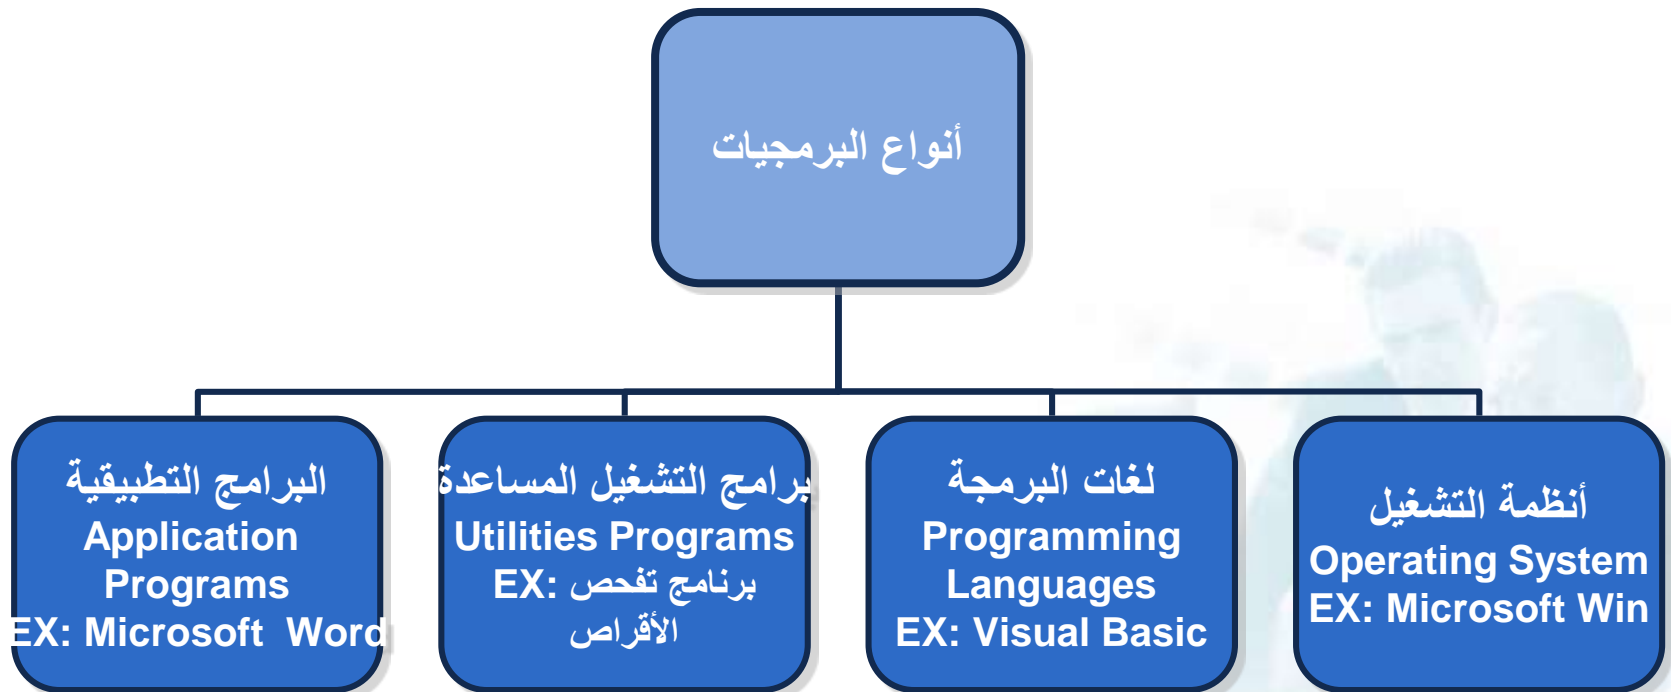 أنواع البرمجيات
أنظمة التشغيل
Operating System
EX: Microsoft Win
لغات البرمجة
Programming
Languages
EX: Visual Basic
برامج التشغيل المساعدة
Utilities Programs
EX: برنامج تفحص
الأقراص
البرامج التطبيقية
Application
Programs
EX: Microsoft Word